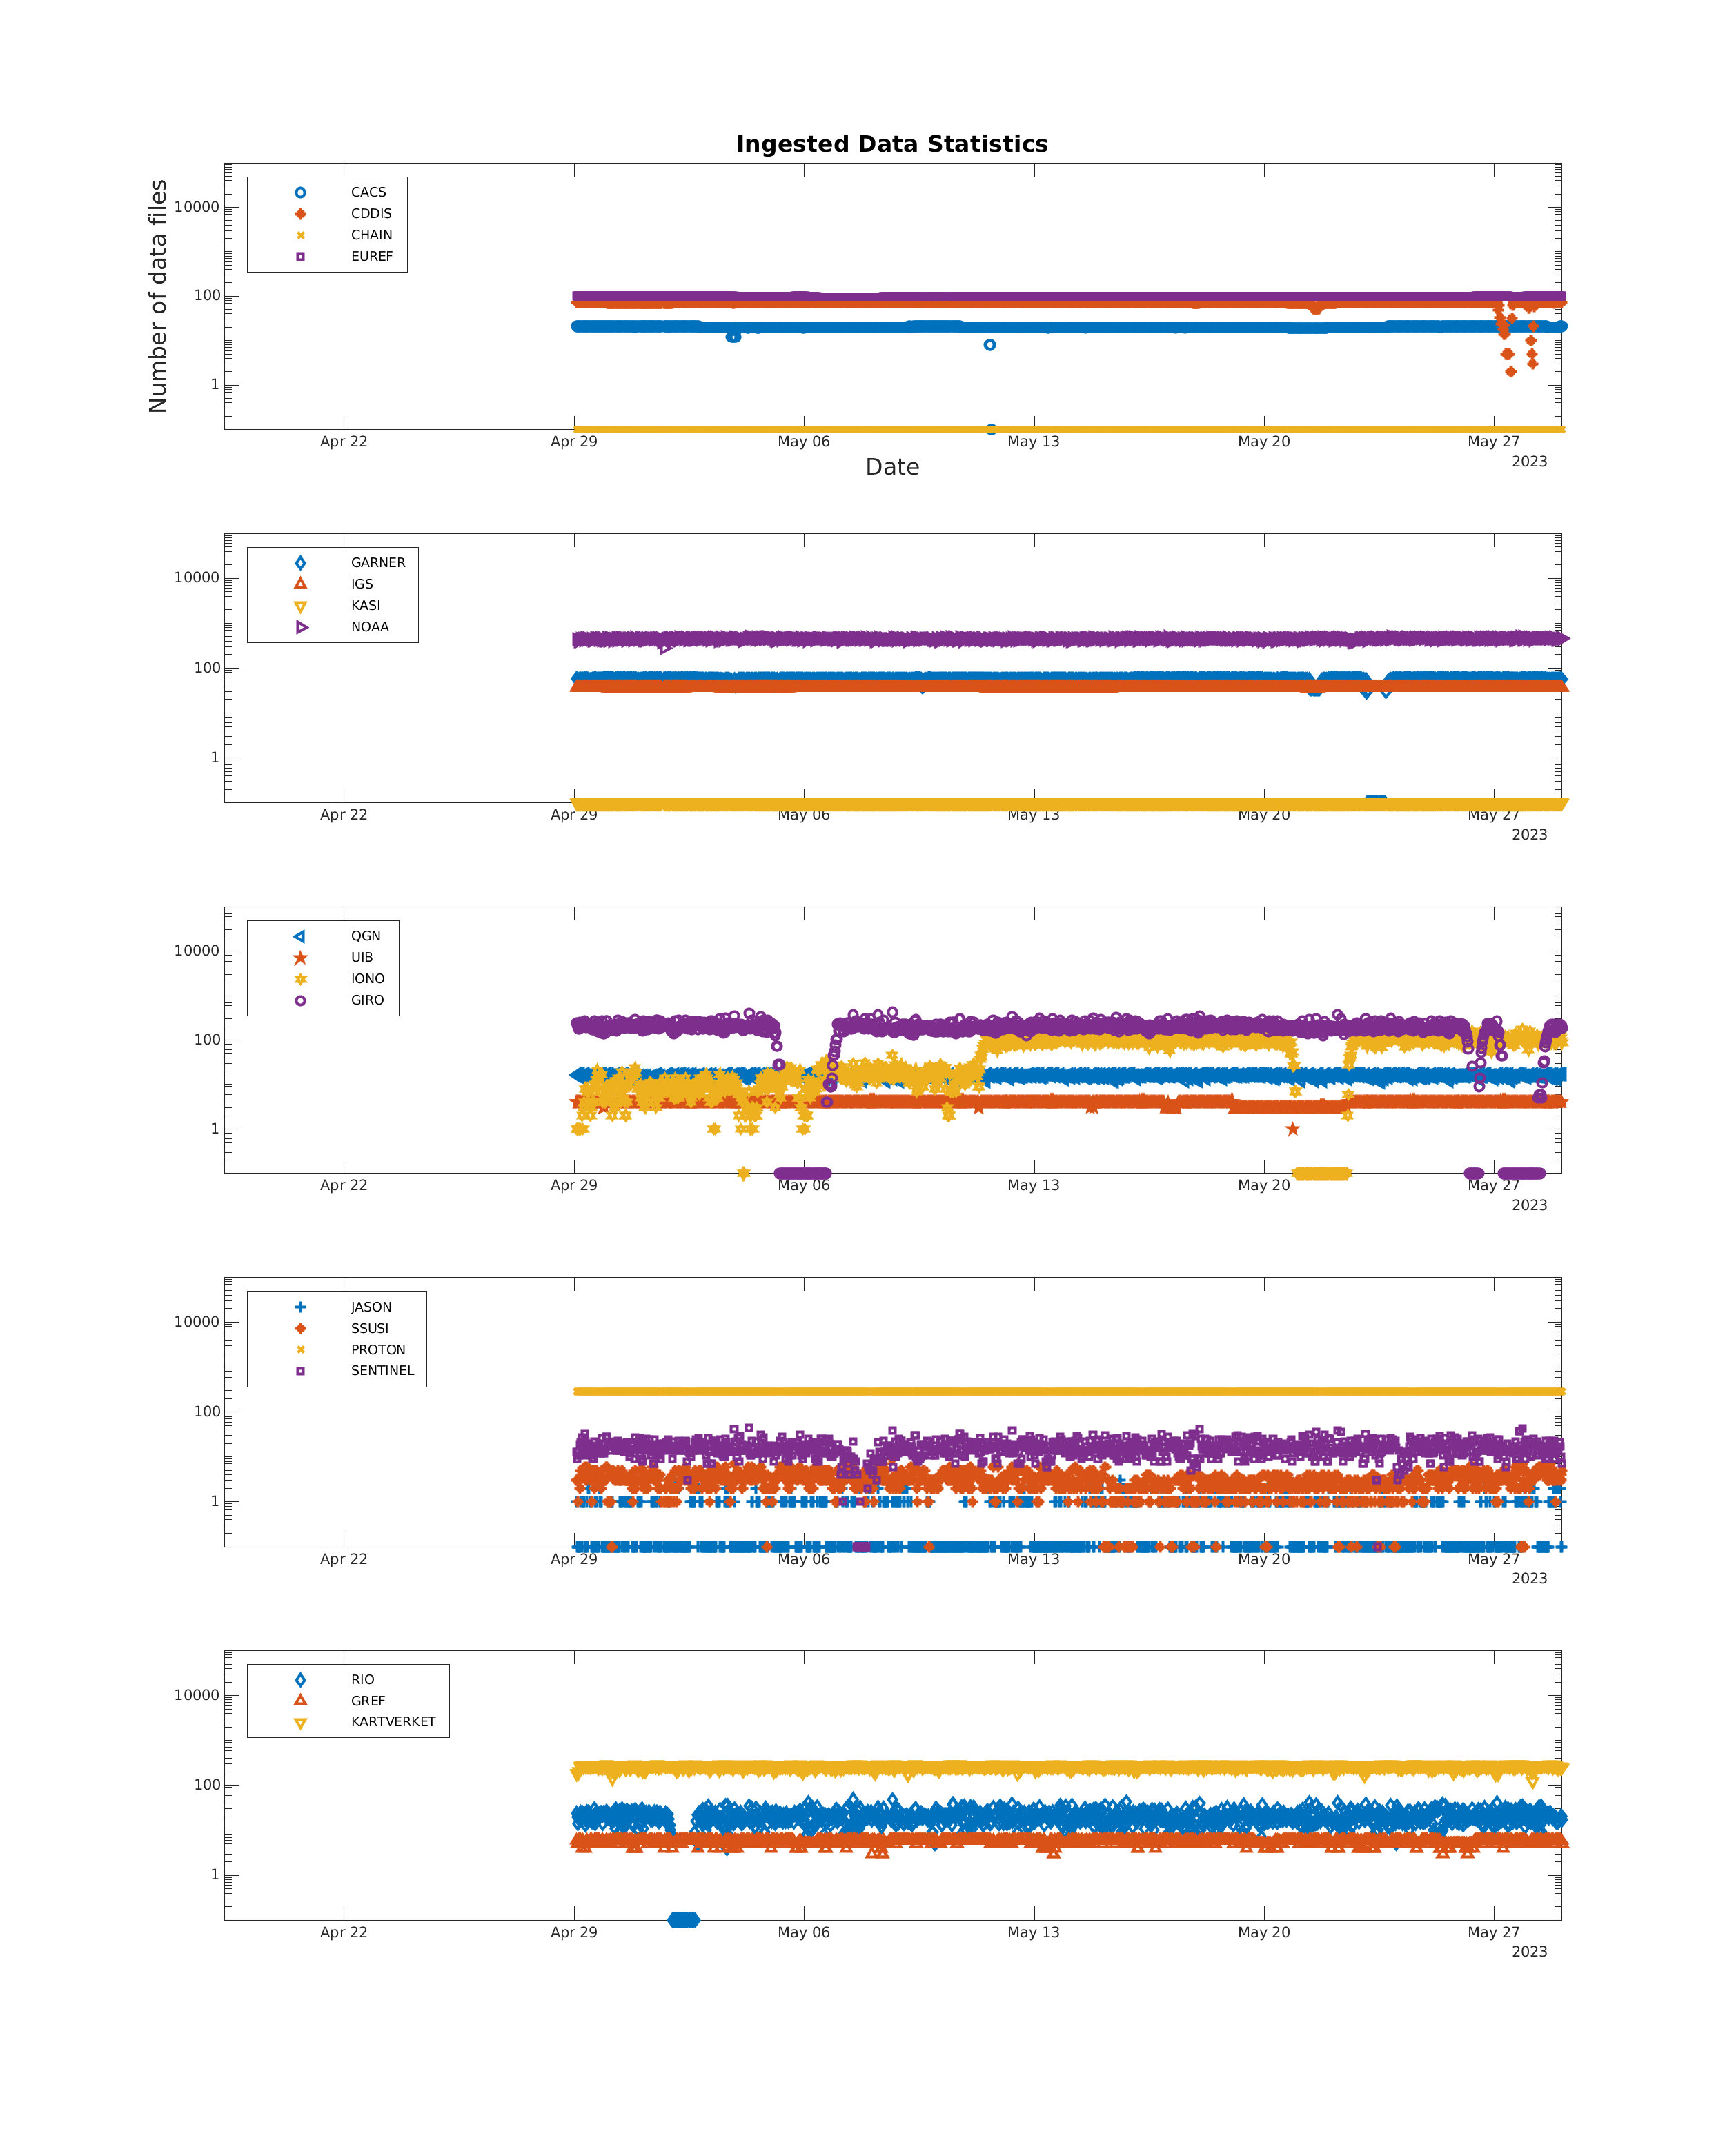 Ingested Data Statistics
Number of data files
CACS
CDDIS
CHAIN
EUREF
10000
100
1
Apr 22 Apr 29 May 06 May 13 May 20 May 27
2023
Date
GARNER
IGS
KASI
NOAA
10000
100
1
Apr 22 Apr 29 May 06 May 13 May 20 May 27
2023
QGN
UIB
IONO
GIRO
10000
100
1
Apr 22 Apr 29 May 06 May 13 May 20 May 27
2023
JASON
SSUSI
PROTON
SENTINEL
10000
100
1
Apr 22 Apr 29 May 06 May 13 May 20 May 27
2023
RIO
GREF
KARTVERKET
10000
100
1
Apr 22 Apr 29 May 06 May 13 May 20 May 27
2023